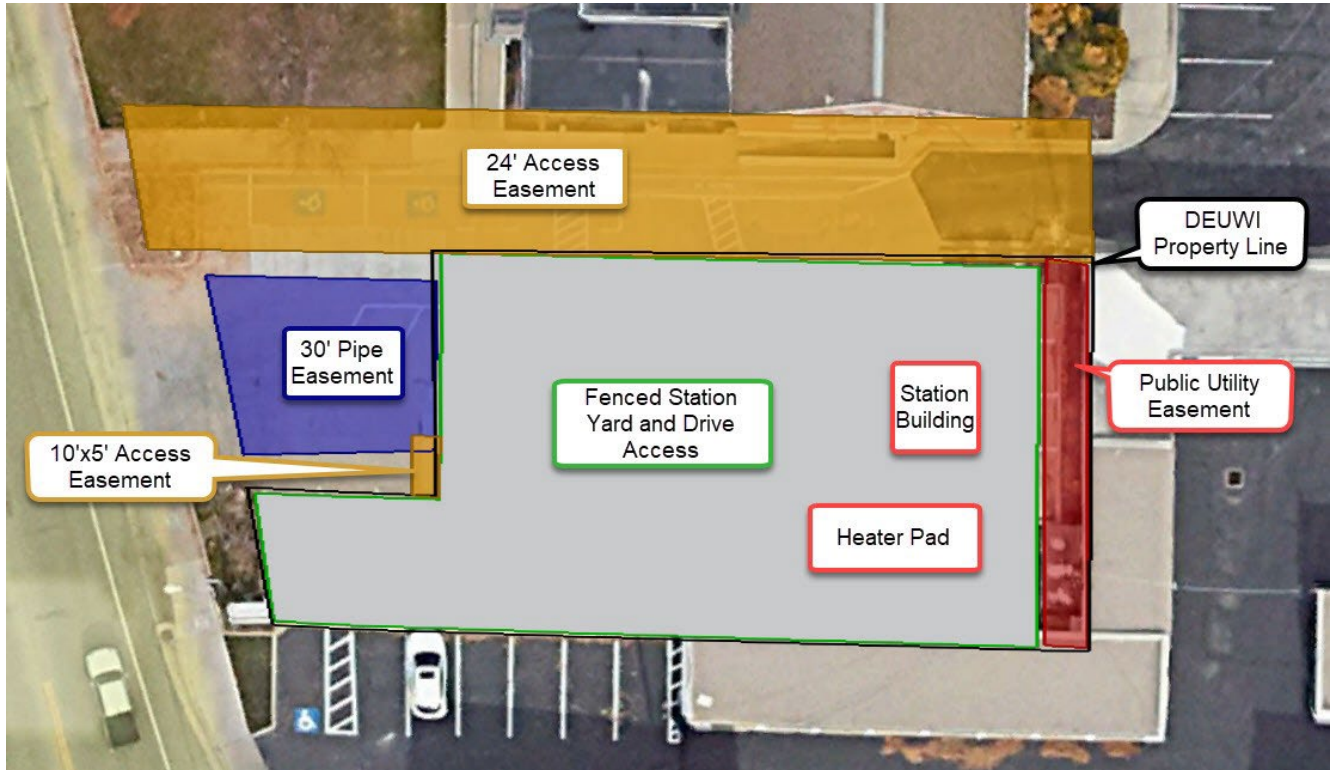 24' Access
Easement
DEUWI
Property Line
30' Pipe
Easement
Fenced Station
Yard and Drive
Access
Station
Building
Public Utility
Easement
10'x5' Access
Easement
Heater Pad